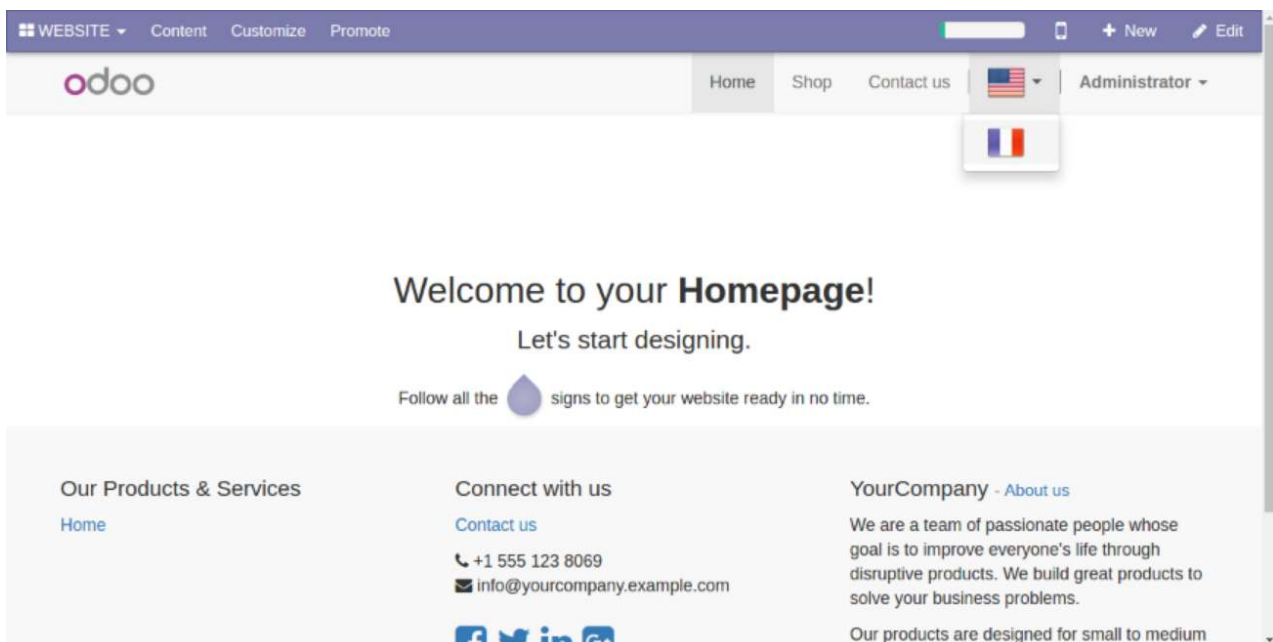 WEBSITE Content Customize Promote New Edit
odoo Home Shop Contact us Administrator
Welcome to your Homepage!
Let's start designing.
Follow all the signs to get your website ready in no time.
Our Products & Services
Home
Connect with us
Contact us
+1 555 123 8069
info@yourcompany.example.com
YourCompany - About us
We are a team of passionate people whose
goal is to improve everyone's life through
disruptive products. We build great products to
solve your business problems.
Our products are designed for small to medium